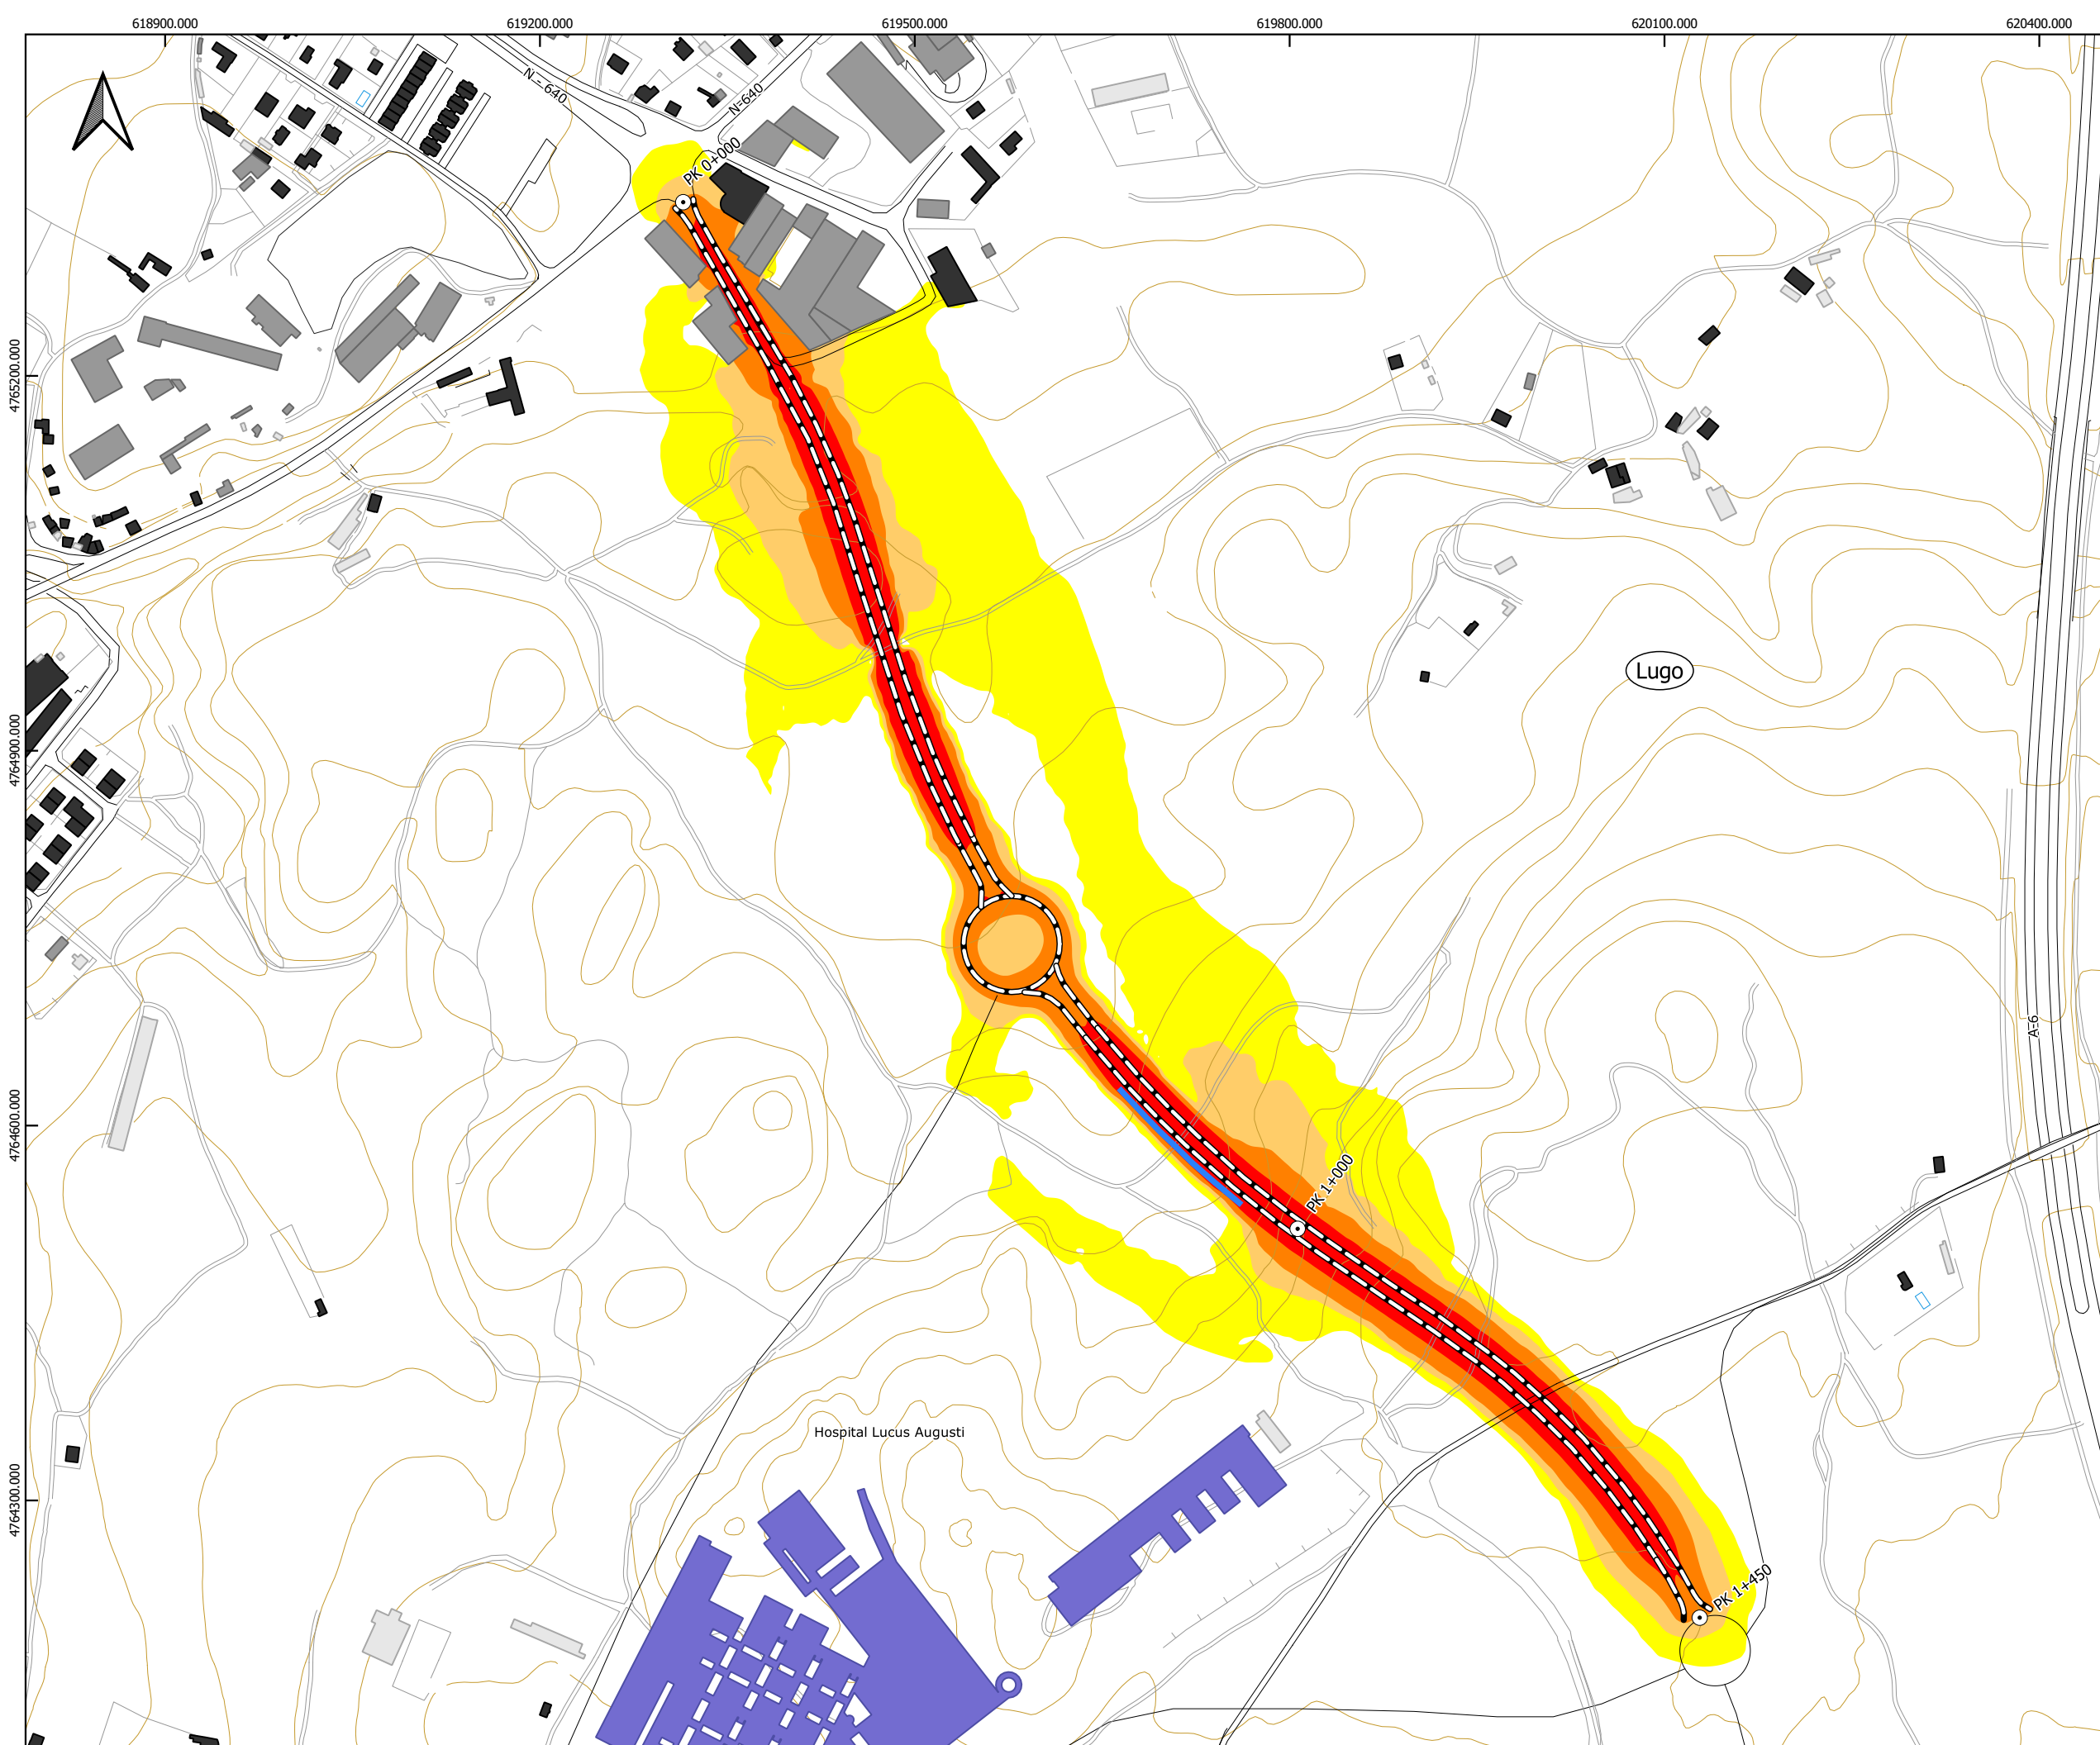 618900.000
619200.000
619500.000
619800.000
620100.000
620400.000
N - 640
N-640
PK 0+000
4765200.000
Lugo
4764900.000
A-6
4764600.000
PK 1+000
Hospital Lucus Augusti
4764300.000
PK 1+450